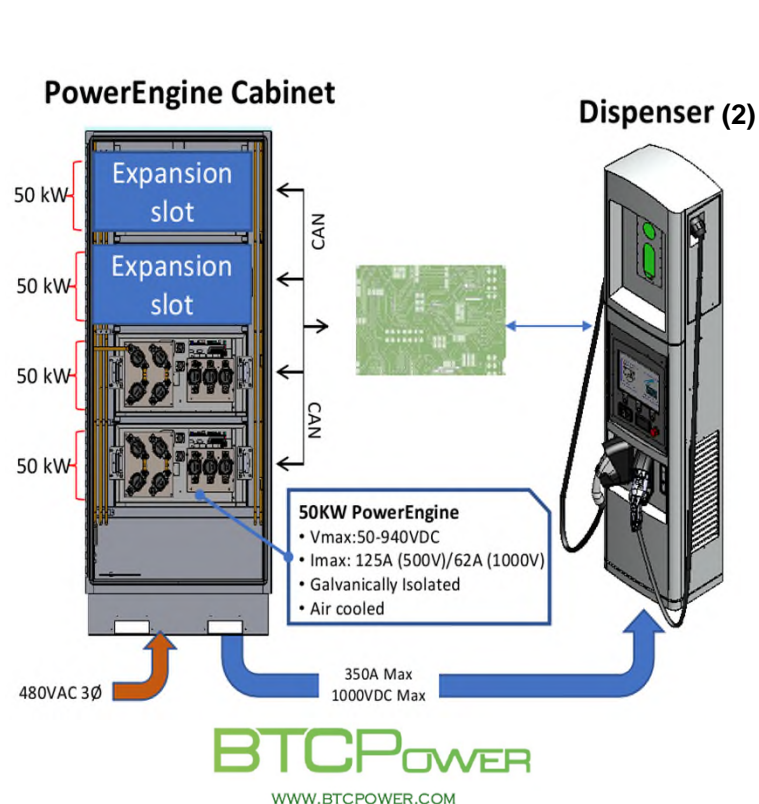 PowerEngine Cabinet
Dispenser (2)
50 kW
Expansion
slot
50 kW
Expansion
slot
50 kW
50 kW
CAN
CAN
50KW PowerEngine
• Vmax:50-940VDC
• Imax: 125A (500V)/62A (1000V)
• Galvanically Isolated
• Air cooled
480VAC 3Ø
350A Max
1000VDC Max
BTCPOWER
WWW.BTCPOWER.COM